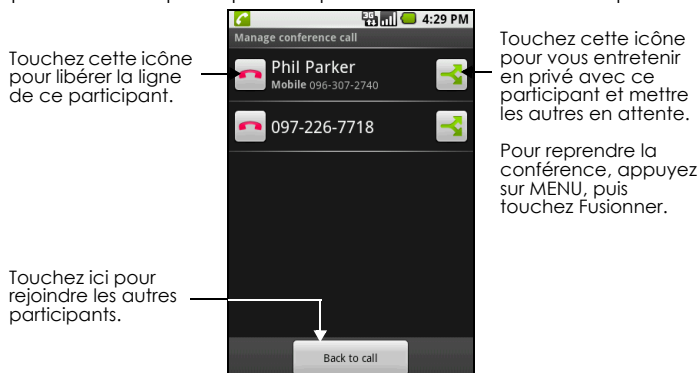 3G 4:29 PM
Manage conference call
Touchez cette icône
pour libérer la ligne
de ce participant.
Phil Parker
Mobile 096-307-2740
097-226-7718
Touchez cette icône
pour vous entretenir
en privé avec ce
participant et mettre
les autres en attente.
Pour reprendre la
conférence, appuyez
sur MENU, puis
touchez Fusionner.
Touchez ici pour
rejoindre les autres
participants.
Back to call